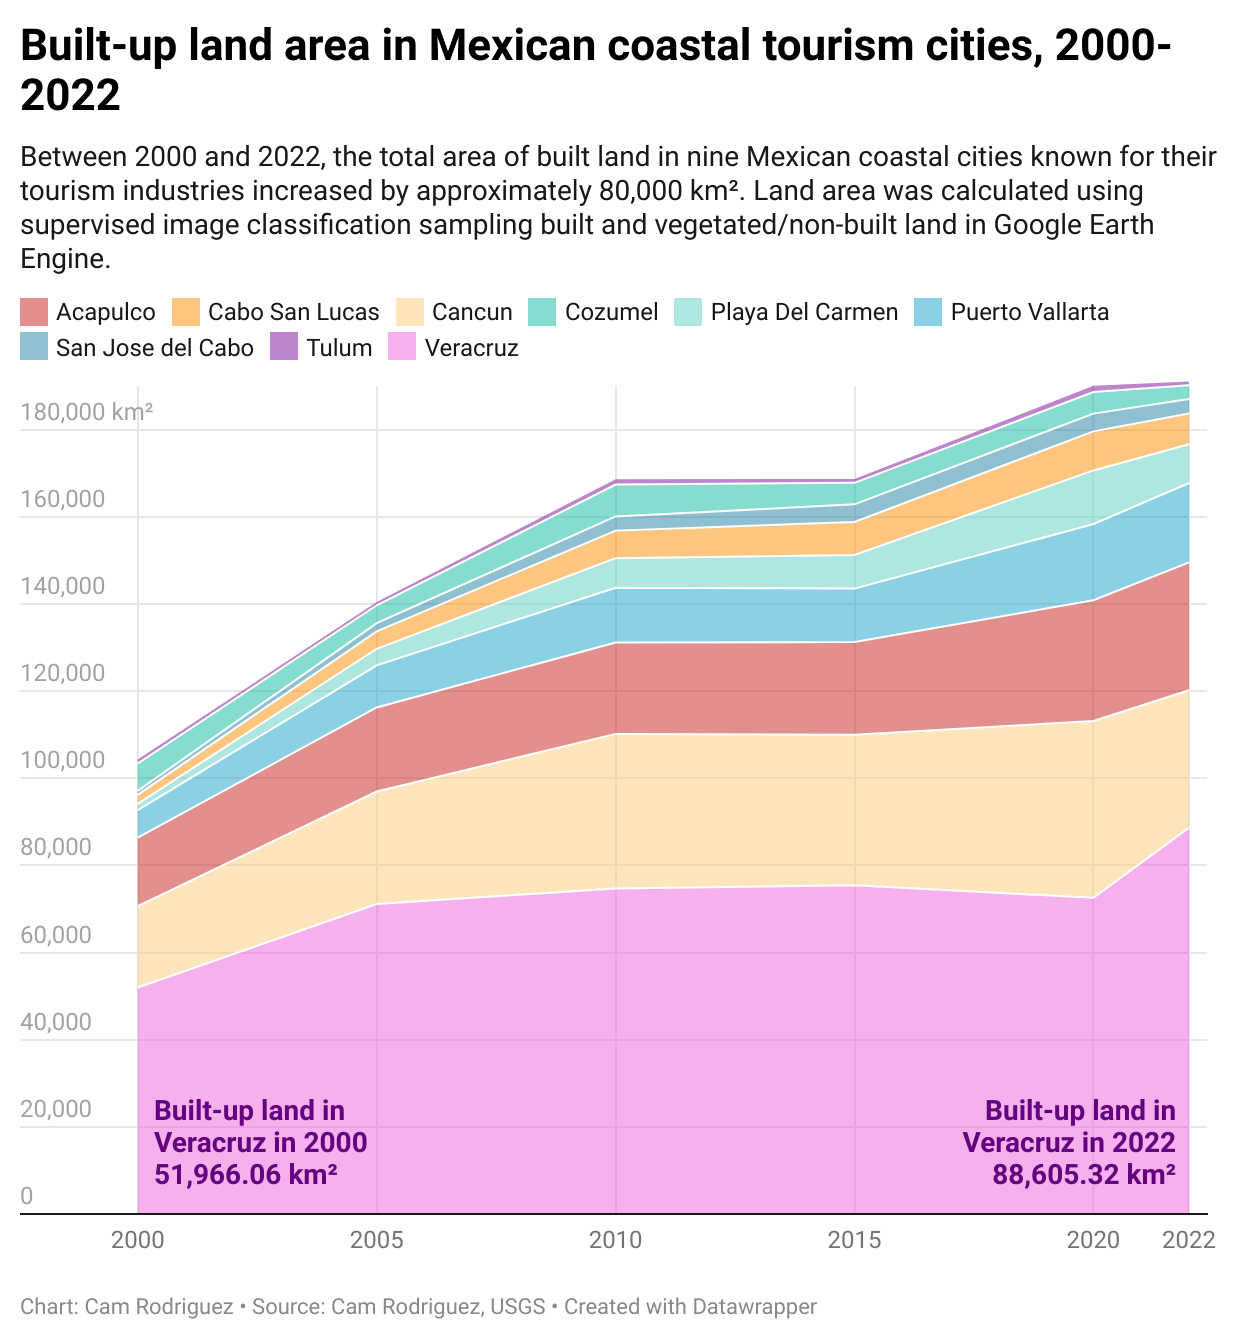 Built-up land area in Mexican coastal tourism cities, 2000-
2022
Between 2000 and 2022, the total area of built land in nine Mexican coastal cities known for their
tourism industries increased by approximately 80,000 km². Land area was calculated using
supervised image classification sampling built and vegetated/non-built land in Google Earth
Engine.
Acapulco Cabo San Lucas Cancun Cozumel Playa Del Carmen Puerto Vallarta
San Jose del Cabo Tulum Veracruz
180,000 km²
160,000
140,000
120,000
100,000
80,000
60,000
40,000
20,000
0
Built-up land in
Veracruz in 2000
51,966.06 km²
Built-up land in
Veracruz in 2022
88,605.32 km²
2000 2005 2010 2015 2020 2022
Chart: Cam Rodriguez • Source: Cam Rodriguez, USGS • Created with Datawrapper